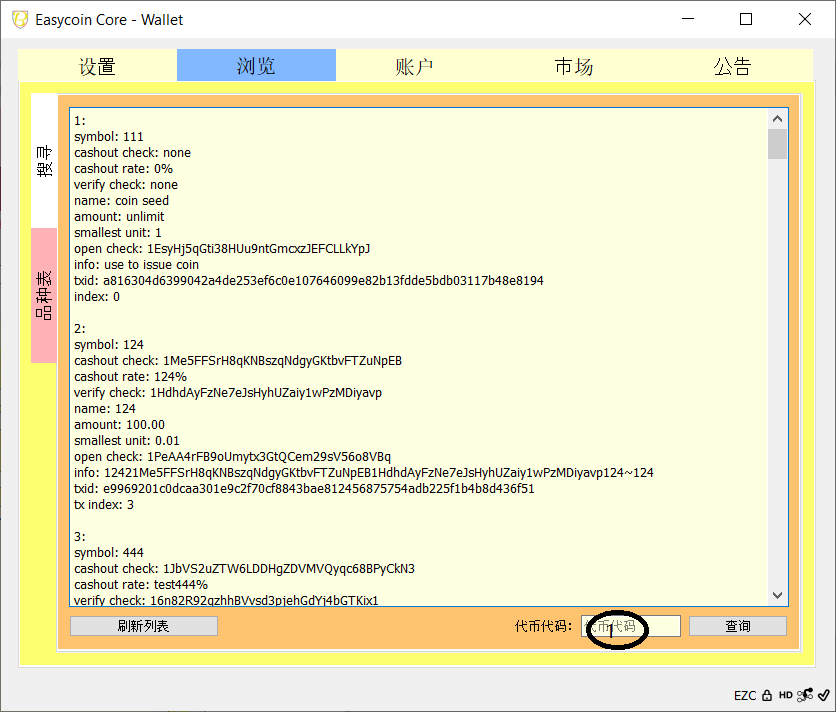 Easycoin Core - Wallet
设置
浏览
账户
市场
公告
搜寻
品种表
1:
symbol: 111
cashout check: none
cashout rate: 0%
verify check: none
name: coin seed
amount: unlimit
smallest unit: 1
open check: 1EsyHj5qGti38HUu9ntGmcxzJEFCLLkYpJ
info: use to issue coin
txid: a816304d6399042a4de253ef6c0e107646099e82b13fdde5bdb03117b48e8194
index: 0
2:
symbol: 124
cashout check: 1Me5FFSrH8qKNBszqNdgyGKtbvFTZuNpEB
cashout rate: 124%
verify check: 1HdhdAyFzNe7eJsHyhUZaiy1wPzMDiyavp
name: 124
amount: 100.00
smallest unit: 0.01
open check: 1PeAA4rFB9oUmytx3GtQCem29sV56o8VBq
info: 12421Me5FFSrH8qKNBszqNdgyGKtbvFTZuNpEB1HdhdAyFzNe7eJsHyhUZaiy1wPzMDiyavp124~124
txid: e9969201c0dcaa301e9c2f70cf8843bae812456875754adb225f1b4b8d436f51
tx index: 3
3:
symbol: 444
cashout check: 1JbVS2uZTW6LDDHgZDVMVQyqc68BPyCkN3
cashout rate: test444%
verify check: 16n82R92gzhhBVvsd3pjehGdYj4bGTKix1
刷新列表
代币代码:
代币代码
1
查询
EZC
HD